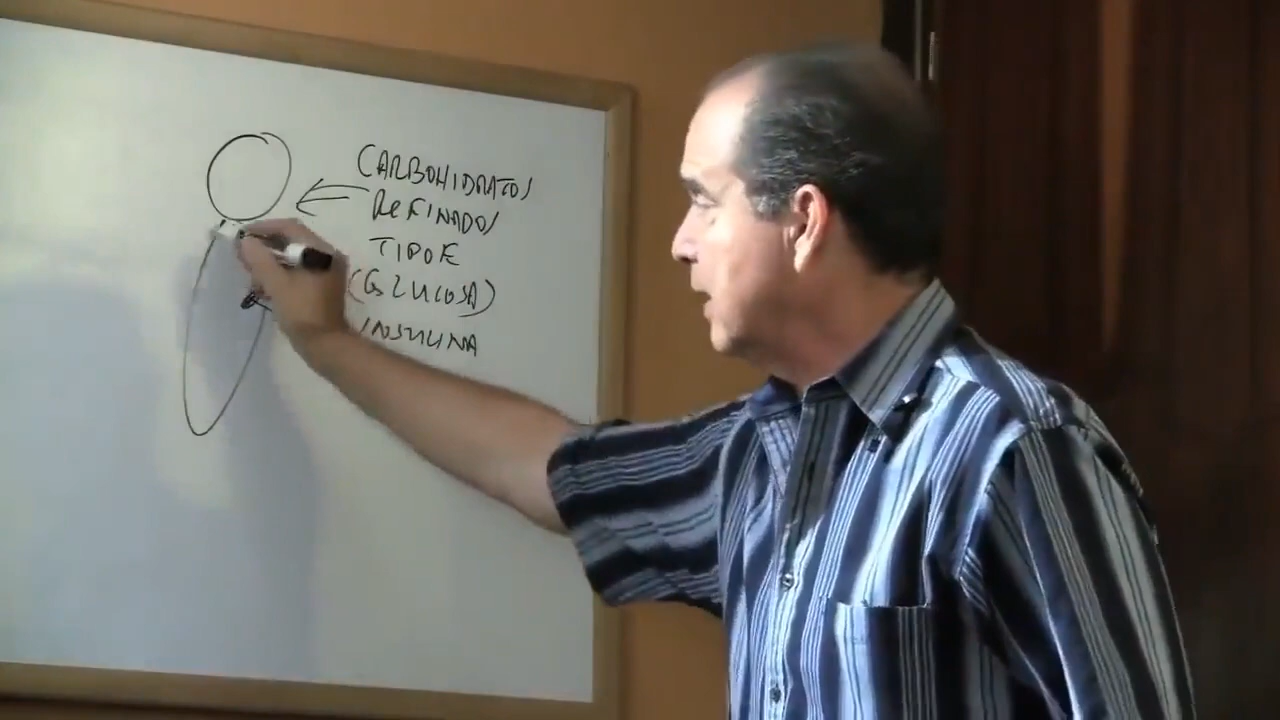 CARBOHIDRATOS
REFINADOS
TIPO E
(GLUCOSA)
INSULINA